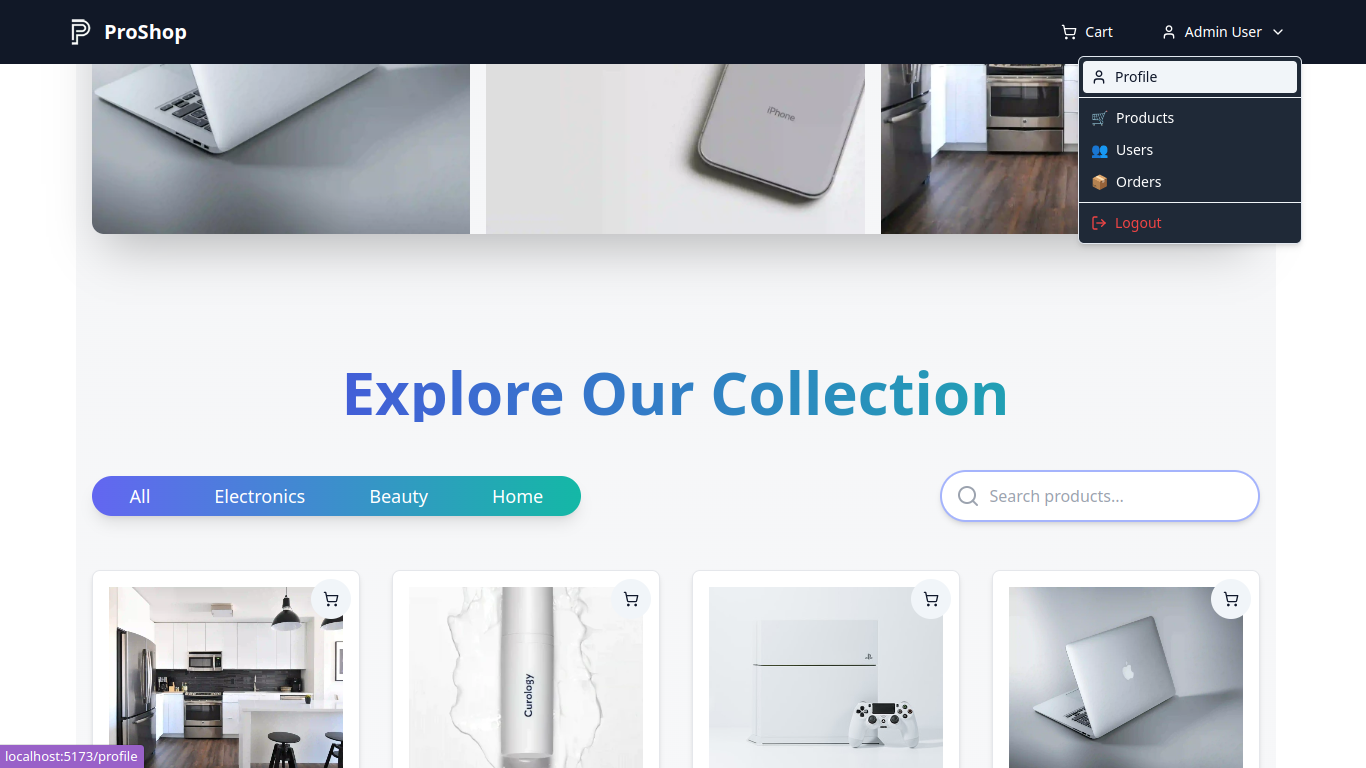 ProShop
Cart
Admin User
Profile
Products
Users
Orders
Logout
iPhone
Explore Our Collection
All
Electronics
Beauty
Home
Search products...
Curology
localhost:5173/profile